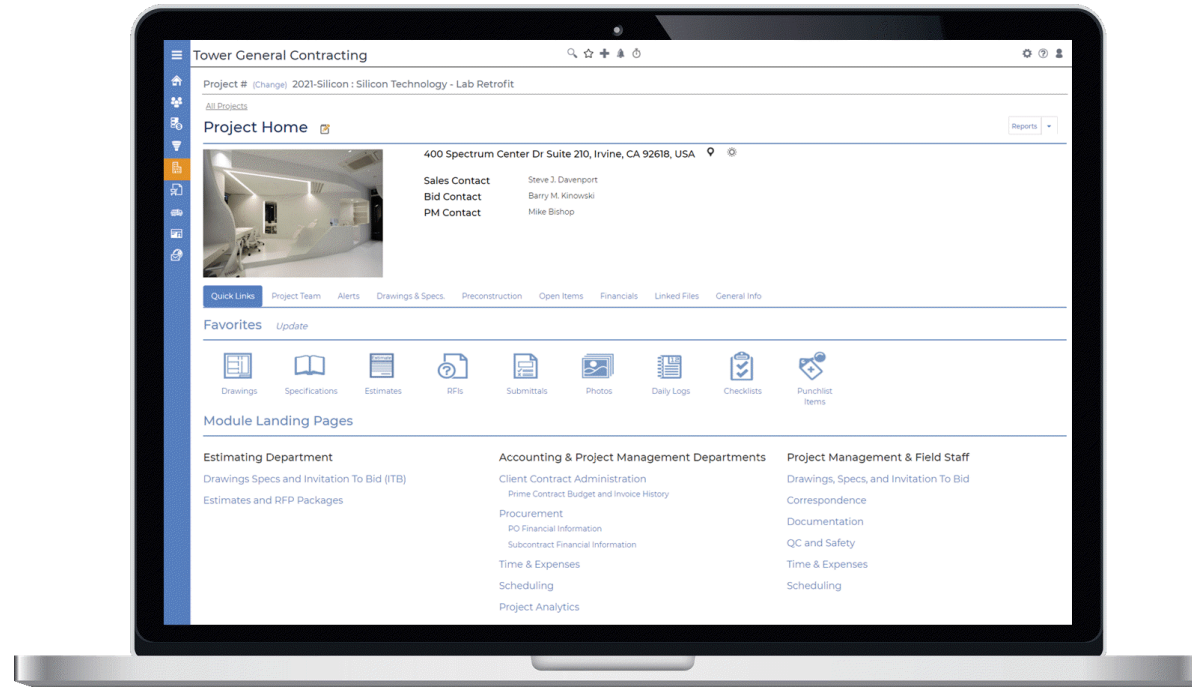 Tower General Contracting
Project # (Change) 2021-Silicon : Silicon Technology - Lab Retrofit
All Projects
Project Home
Reports
400 Spectrum Center Dr Suite 210, Irvine, CA 92618, USA
Sales Contact Steve J. Davenport
Bid Contact Barry M. Kinowski
PM Contact Mike Bishop
Quick Links Project Team Alerts Drawings & Specs. Preconstruction Open Items Financials Linked Files General Info
Favorites Update
Drawings Specifications Estimates RFIs Submittals Photos Daily Logs Checklists Punchlist Items
Module Landing Pages
Estimating Department
Drawings Specs and Invitation To Bid (ITB)
Estimates and RFP Packages
Accounting & Project Management Departments
Client Contract Administration
Prime Contract Budget and Invoice History
Procurement
PO Financial Information
Subcontract Financial Information
Time & Expenses
Scheduling
Project Analytics
Project Management & Field Staff
Drawings, Specs, and Invitation To Bid
Correspondence
Documentation
QC and Safety
Time & Expenses
Scheduling